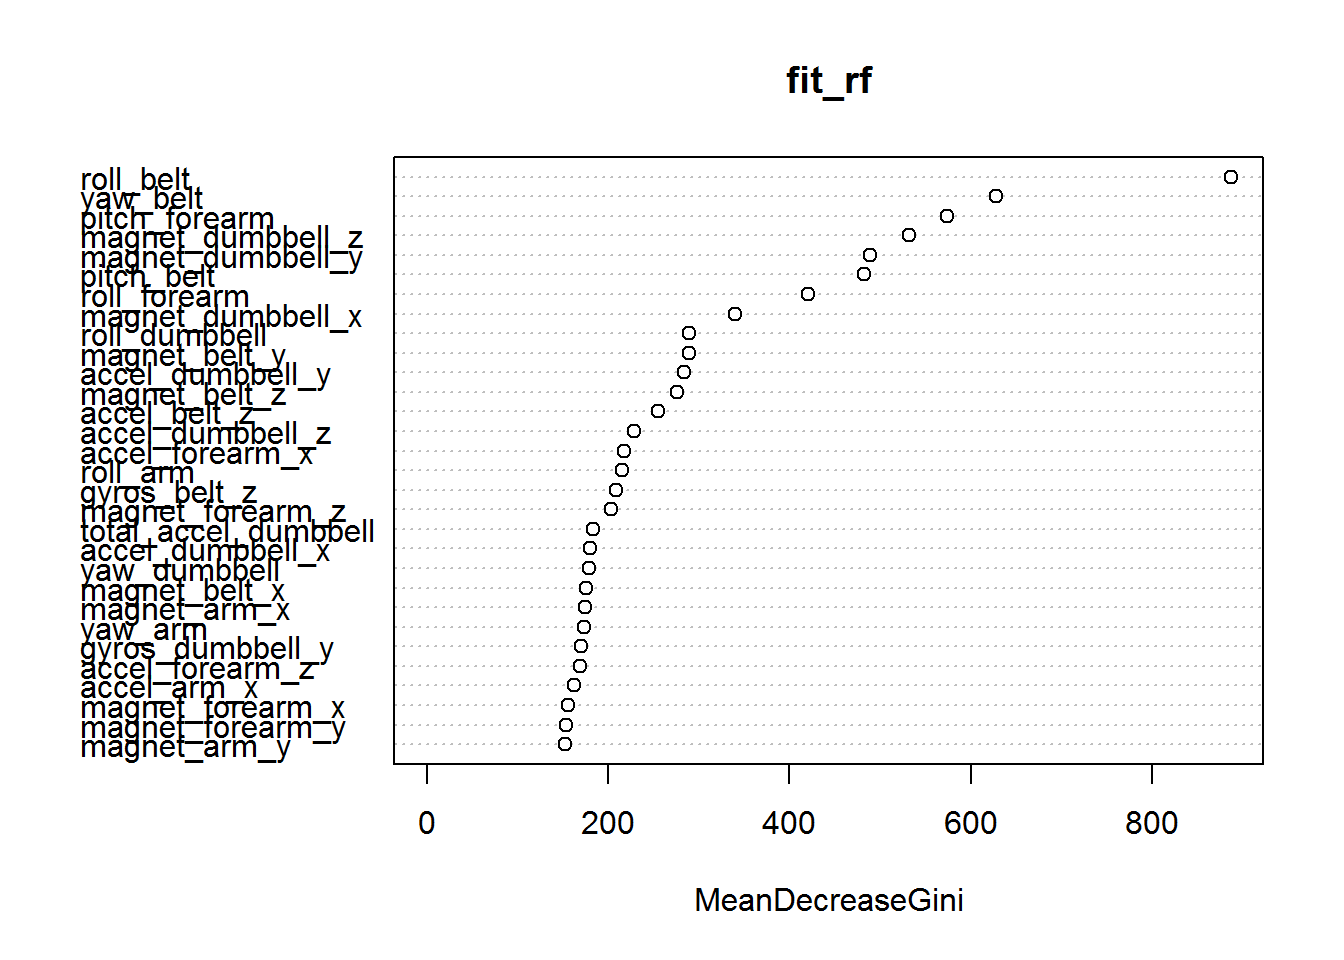 fit_rf
roll_belt
yaw_belt
pitch_forearm
magnet_dumbbell_z
magnet_dumbbell_y
pitch_belt
roll_forearm
magnet_dumbbell_x
roll_dumbbell
magnet_belt_y
accel_dumbbell_y
magnet_belt_z
accel_belt_z
accel_dumbbell_z
accel_forearm_x
roll_arm
gyros_belt_z
magnet_forearm_z
total_accel_dumbbell
accel_dumbbell_x
yaw_dumbbell
magnet_belt_x
magnet_arm_x
yaw_arm
gyros_dumbbell_y
accel_forearm_z
accel_arm_x
magnet_forearm_x
magnet_forearm_y
magnet_arm_y
0 200 400 600 800
MeanDecreaseGini